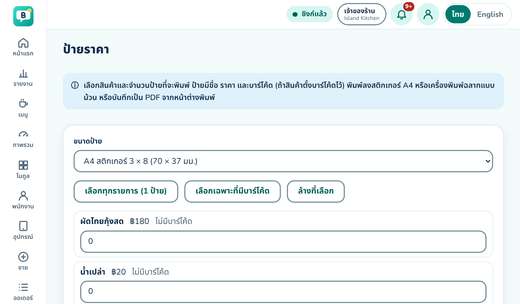 B
ซิงก์แล้ว
เจ้าของร้าน
Island Kitchen
9+
ไทย
English
หน้าแรก
รายงาน
เมนู
ภาพรวม
โมดูล
พนักงาน
อุปกรณ์
ขาย
ออเดอร์
ป้ายราคา
เลือกสินค้าและจำนวนป้ายที่จะพิมพ์ ป้ายมีชื่อ ราคา และบาร์โค้ด (ถ้าสินค้าตั้งบาร์โค้ดไว้) พิมพ์ลงสติกเกอร์ A4 หรือเครื่องพิมพ์ฉลากแบบ
ม้วน หรือบันทึกเป็น PDF จากหน้าต่างพิมพ์
ขนาดป้าย
A4 สติกเกอร์ 3 × 8 (70 × 37 มม.)
เลือกทุกรายการ (1 ป้าย)
เลือกเฉพาะที่มีบาร์โค้ด
ล้างที่เลือก
ผัดไทยกุ้งสด ฿180 ไม่มีบาร์โค้ด
0
น้ำเปล่า ฿20 ไม่มีบาร์โค้ด
0